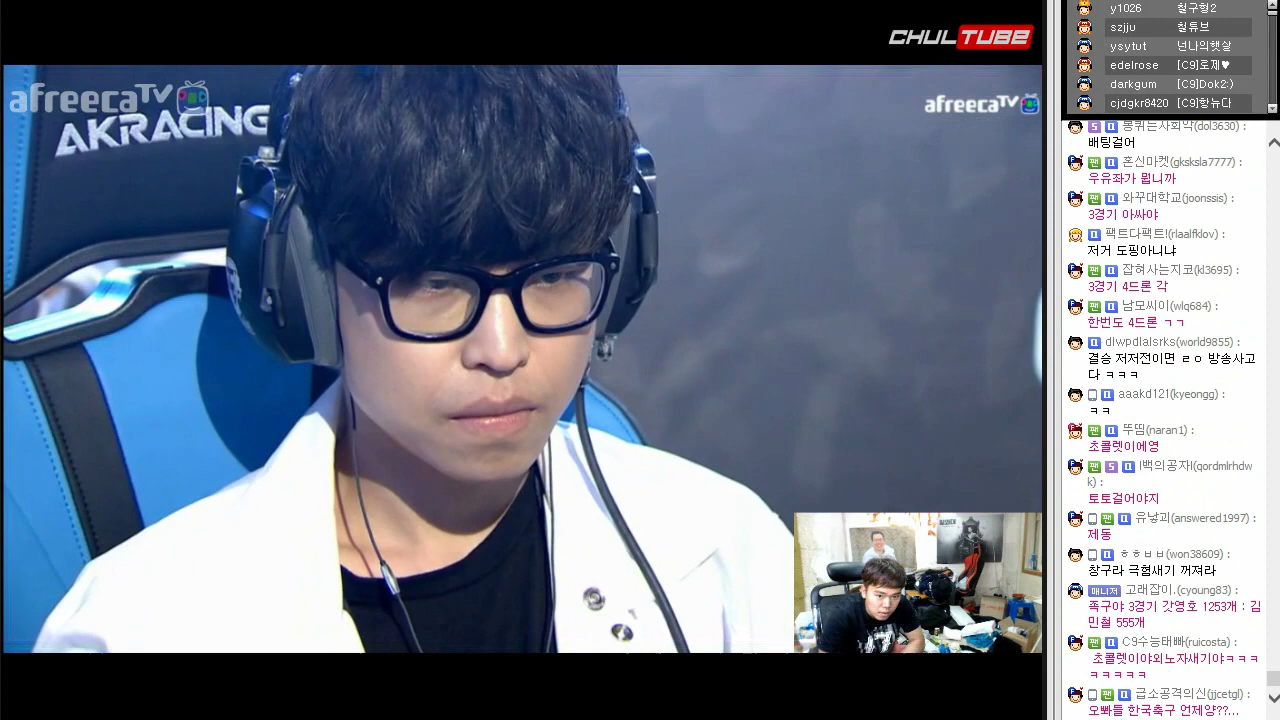 CHULTUBE
afreecaTV
AKRACING
afreecaTV
y1026 칠구형2
szjju 철튜브
ysytut 넌나의햇살
edelrose [C9]로제♥
darkgum [C9]Dok2:)
cjdgkr8420 [C9]캉뉴다
몽퀴는사회악(dol3630) :
배팅걸어
혼신마켓(gksksla7777) :
우유좌가 뭡니까
와꾸대학교(joonssis) :
3경기 아싸야
팩트다팩트!(rlaalfklov) :
저거 도핑아니냐
잡혀사는지코(kl3695) :
3경기 4드론 각
남모씨이(wlq684) :
한번도 4드론 ㄱㄱ
dlwpdlalsrks(world9855) :
결승 저저전이면 ㄹㅇ 방송사고
다 ㅋㅋㅋ
aaakd121(kyeongg) :
ㅋㅋ
뚜띰(naran1) :
초콜렛이에영
!백의공자!(qordmlrhdw
k) :
토토걸어야지
유낳괴(answered1997) :
제동
ㅎㅎㅂㅂ(won38609) :
창구라 극혐새기 꺼져라
매니저 고래잡이.(cyoung83) :
족구야 3경기 갓영호 1253개 : 김
민철 555개
C9수능태빠(ruicosta) :
초콜렛이야외노자새기야ㅋㅋㅋ
ㅋㅋㅋㅋㅋ
급소공격의신(jjcetgl) :
오빠들 한국축구 언제양??...